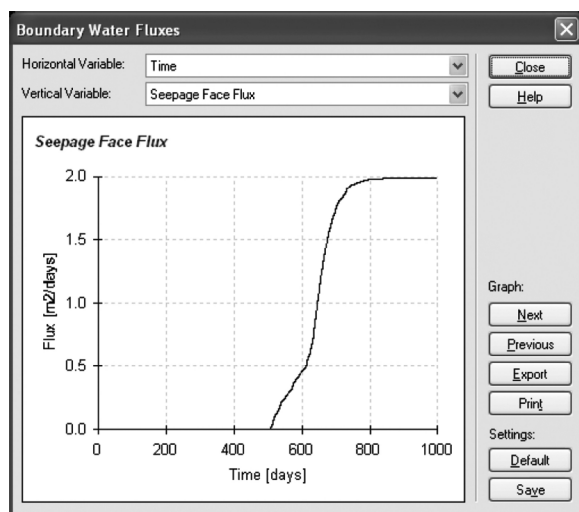 Boundary Water Fluxes
Horizontal Variable: Time
Vertical Variable: Seepage Face Flux
Close
Help
Seepage Face Flux
2.0
1.5
1.0
0.5
0.0
Flux [m2/days]
0 200 400 600 800 1000
Time [days]
Graph:
Next
Previous
Export
Print
Settings:
Default
Save